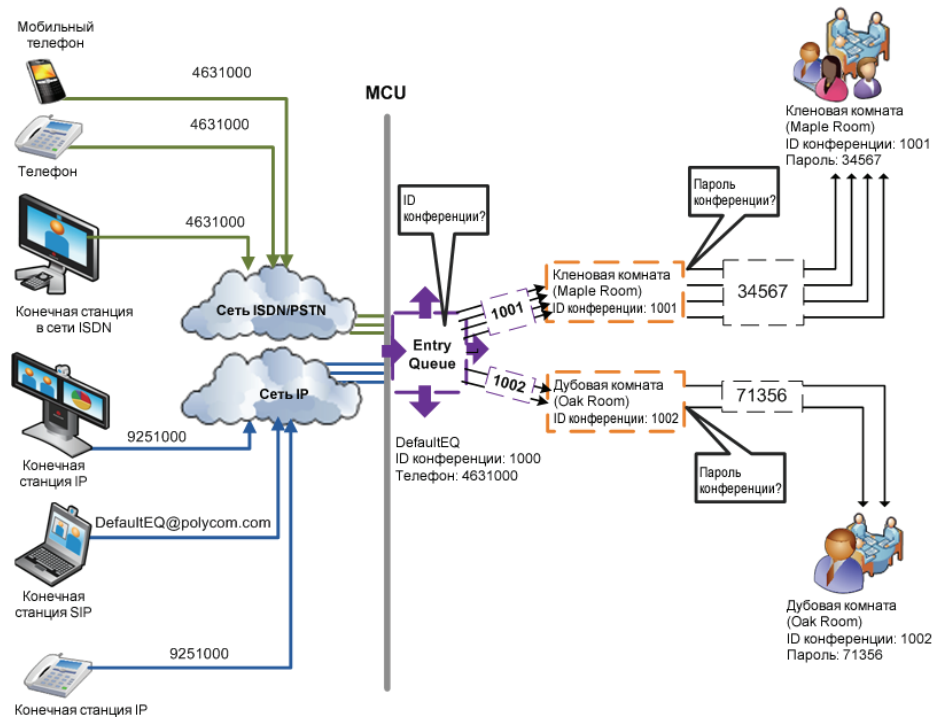 Мобильный
телефон
4631000
4631000
Телефон
4631000
Конечная станция
в сети ISDN
Сеть ISDN/PSTN
Сеть IP
9251000
Конечная
станция IP
DefaultEQ@polycom.com
Конечная
станция SIP
9251000
Конечная станция IP
MCU
ID
конференции?
Entry
Queue
DefaultEQ
ID конференции: 1000
Телефон: 4631000
1001
1002
Кленовая комната
(Maple Room)
ID конференции: 1001
Дубовая комната
(Oak Room)
ID конференции: 1002
Пароль
конференции?
34567
71356
Пароль
конференции?
Кленовая комната
(Maple Room)
ID конференции: 1001
Пароль: 34567
Дубовая комната
(Oak Room)
ID конференции: 1002
Пароль: 71356